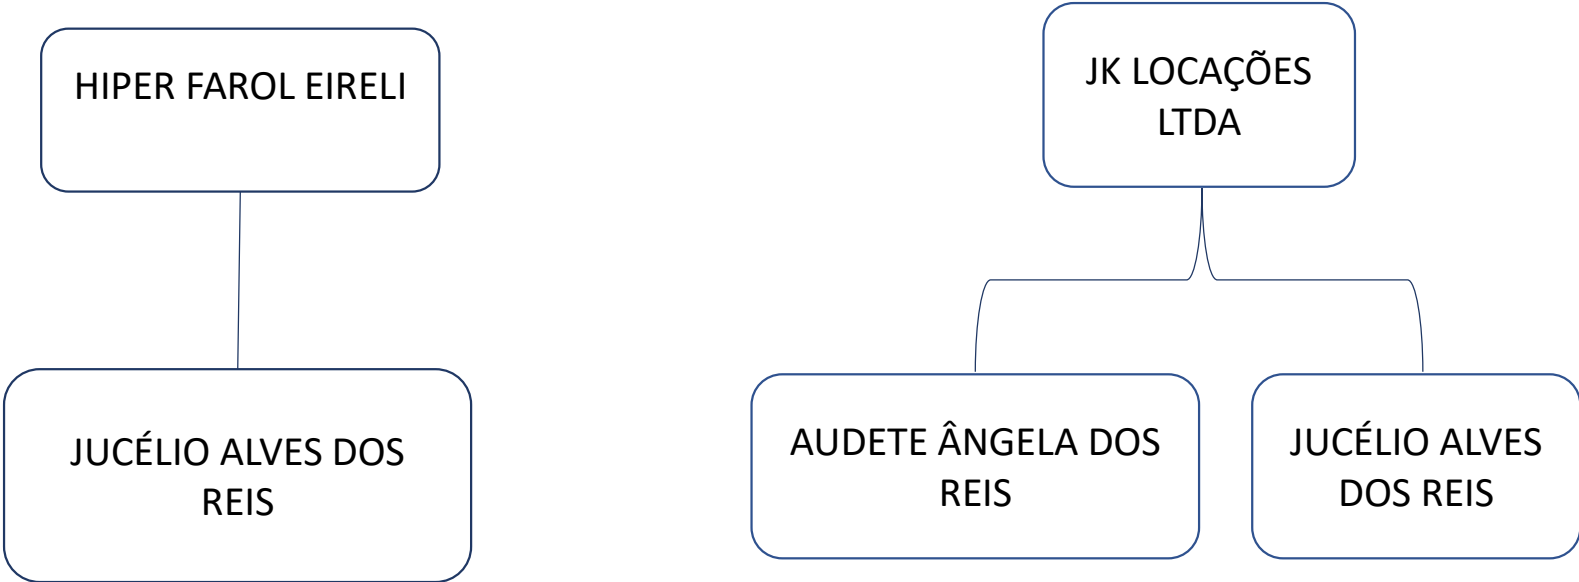 HIPER FAROL EIRELI
JUCÉLIO ALVES DOS
REIS
JK LOCAÇÕES
LTDA
AUDETE ÂNGELA DOS
REIS
JUCÉLIO ALVES
DOS REIS